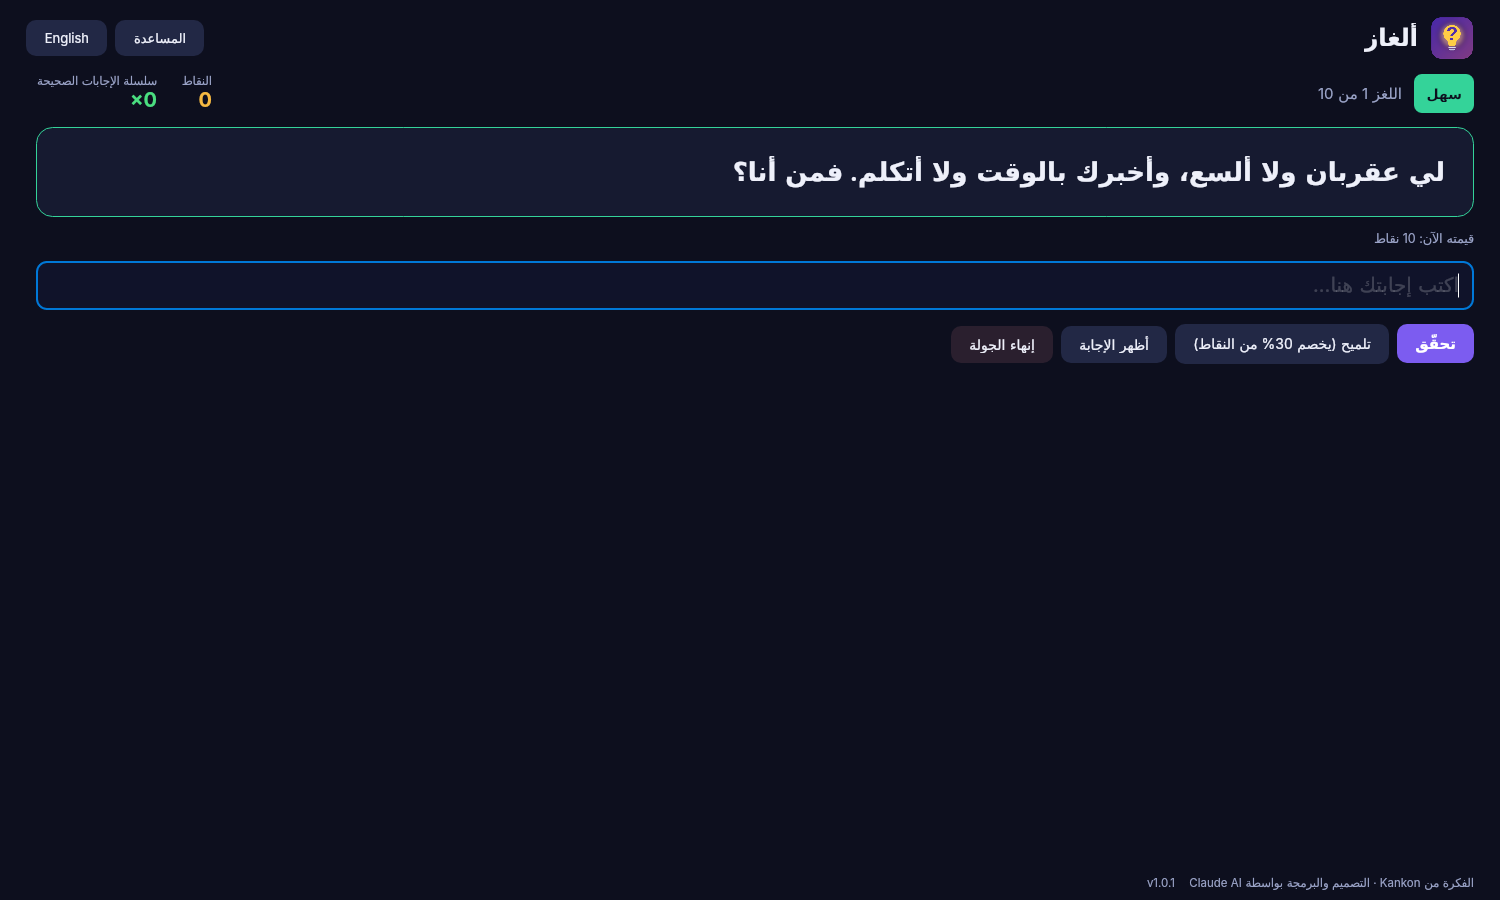 ألغاز
المساعدة
English
سهل
اللغز 1 من 10
النقاط
0
سلسلة الإجابات الصحيحة
×0
لي عقربان ولا ألسع، وأخبرك بالوقت ولا أتكلم. فمن أنا؟
قيمته الآن: 10 نقاط
اكتب إجابتك هنا...
تحقّق
تلميح (يخصم 30% من النقاط)
أظهر الإجابة
إنهاء الجولة
الفكرة من Kankon · التصميم والبرمجة بواسطة Claude AI
v1.0.1